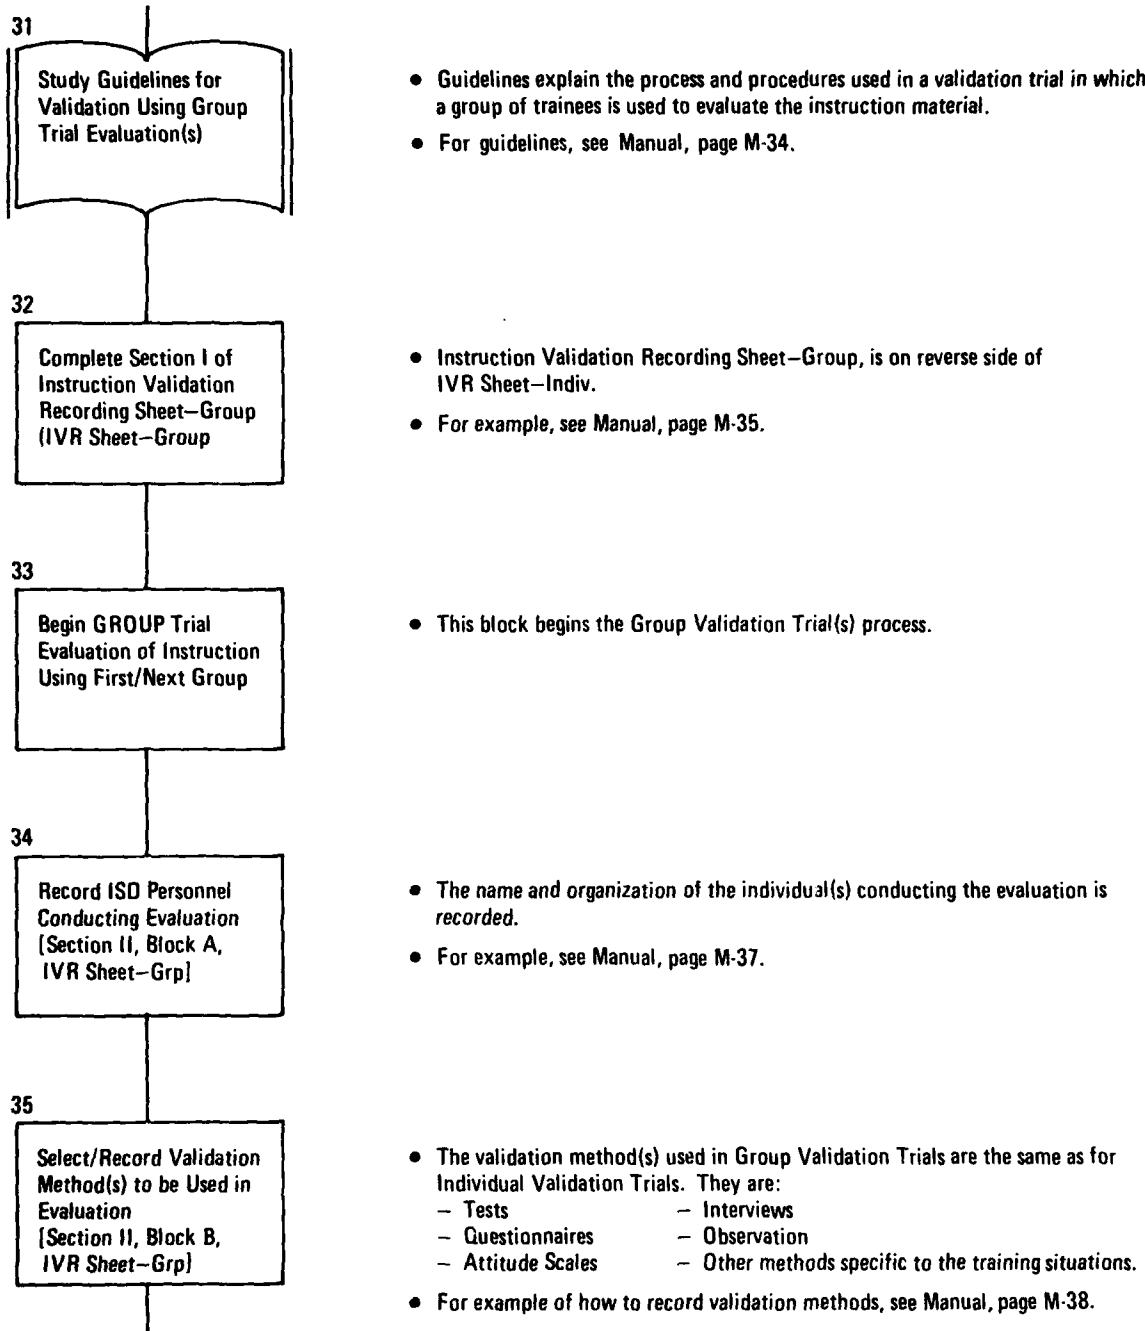 31
Study Guidelines for
Validation Using Group
Trial Evaluation(s)
● Guidelines explain the process and procedures used in a validation trial in which
a group of trainees is used to evaluate the instruction material.
● For guidelines, see Manual, page M-34.
32
Complete Section I of
Instruction Validation
Recording Sheet–Group
(IVR Sheet–Group
● Instruction Validation Recording Sheet–Group, is on reverse side of
IVR Sheet–Indiv.
● For example, see Manual, page M-35.
33
Begin GROUP Trial
Evaluation of Instruction
Using First/Next Group
● This block begins the Group Validation Trial(s) process.
34
Record ISD Personnel
Conducting Evaluation
[Section II, Block A,
IVR Sheet–Grp]
● The name and organization of the individual(s) conducting the evaluation is
recorded.
● For example, see Manual, page M-37.
35
Select/Record Validation
Method(s) to be Used in
Evaluation
[Section II, Block B,
IVR Sheet–Grp]
● The validation method(s) used in Group Validation Trials are the same as for
Individual Validation Trials. They are:
– Tests – Interviews
– Questionnaires – Observation
– Attitude Scales – Other methods specific to the training situations.
● For example of how to record validation methods, see Manual, page M-38.